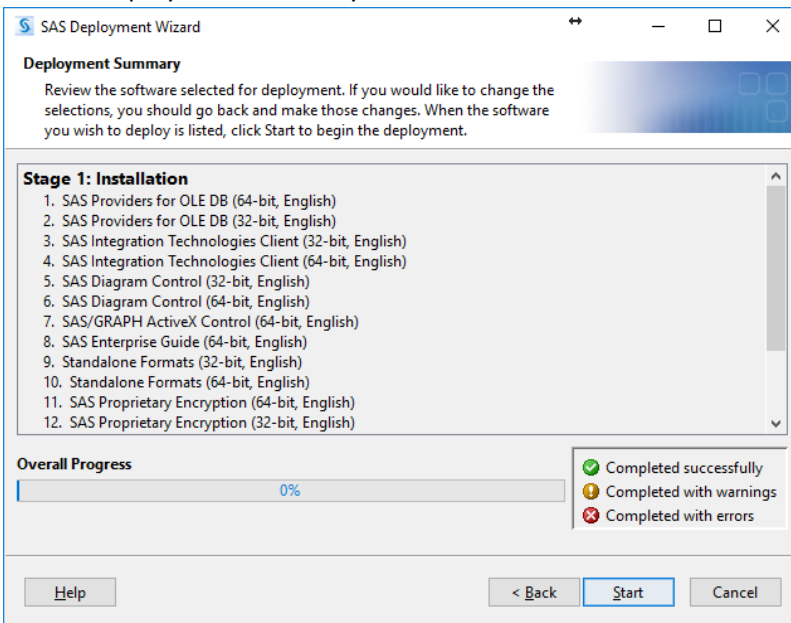 SAS Deployment Wizard
Deployment Summary
Review the software selected for deployment. If you would like to change the
selections, you should go back and make those changes. When the software
you wish to deploy is listed, click Start to begin the deployment.
Stage 1: Installation
1. SAS Providers for OLE DB (64-bit, English)
2. SAS Providers for OLE DB (32-bit, English)
3. SAS Integration Technologies Client (32-bit, English)
4. SAS Integration Technologies Client (64-bit, English)
5. SAS Diagram Control (32-bit, English)
6. SAS Diagram Control (64-bit, English)
7. SAS/GRAPH ActiveX Control (64-bit, English)
8. SAS Enterprise Guide (64-bit, English)
9. Standalone Formats (32-bit, English)
10. Standalone Formats (64-bit, English)
11. SAS Proprietary Encryption (64-bit, English)
12. SAS Proprietary Encryption (32-bit, English)
Overall Progress
0%
Completed successfully
Completed with warnings
Completed with errors
Help
< Back
Start
Cancel